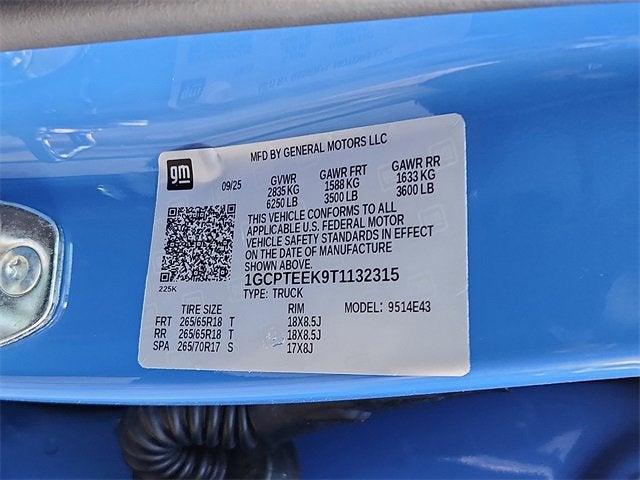 MFD BY GENERAL MOTORS LLC
gm
09/25 GVWR GAWR FRT GAWR RR
2835 KG 1588 KG 1633 KG
6250 LB 3500 LB 3600 LB
THIS VEHICLE CONFORMS TO ALL
APPLICABLE U.S. FEDERAL MOTOR
VEHICLE SAFETY STANDARDS IN EFFECT
ON THE DATE OF MANUFACTURE
SHOWN ABOVE.
225K
1GCPTEEK9T1132315
TYPE: TRUCK
TIRE SIZE RIM MODEL: 9514E43
FRT 265/65R18 T 18X8.5J
RR 265/65R18 T 18X8.5J
SPA 265/70R17 S 17X8J